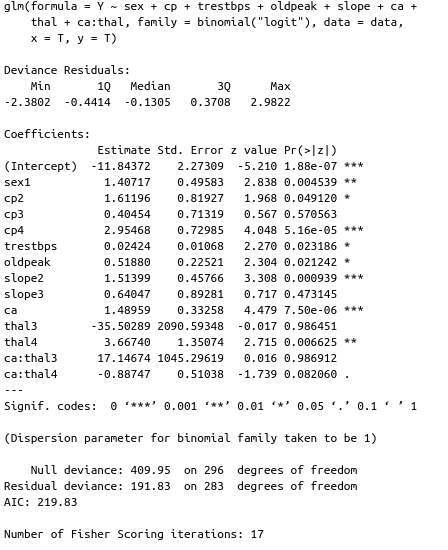 glm(formula = Y ~ sex + cp + trestbps + oldpeak + slope + ca +
    thal + ca:thal, family = binomial("logit"), data = data,
    x = T, y = T)

Deviance Residuals:
    Min       1Q   Median       3Q      Max
-2.3802  -0.4414  -0.1305   0.3708   2.9822

Coefficients:
              Estimate Std. Error z value Pr(>|z|)
(Intercept)  -11.84372    2.27309  -5.210 1.88e-07 ***
sex1           1.40717    0.49583   2.838 0.004539 **
cp2            1.61196    0.81927   1.968 0.049120 *
cp3            0.40454    0.71319   0.567 0.570563
cp4            2.95468    0.72985   4.048 5.16e-05 ***
trestbps       0.02424    0.01068   2.270 0.023186 *
oldpeak        0.51880    0.22521   2.304 0.021242 *
slope2         1.51399    0.45766   3.308 0.000939 ***
slope3         0.64047    0.89281   0.717 0.473145
ca             1.48959    0.33258   4.479 7.50e-06 ***
thal3        -35.50289 2090.59348  -0.017 0.986451
thal4          3.66740    1.35074   2.715 0.006625 **
ca:thal3      17.14674 1045.29619   0.016 0.986912
ca:thal4      -0.88747    0.51038  -1.739 0.082060 .
---
Signif. codes:  0 ‘***’ 0.001 ‘**’ 0.01 ‘*’ 0.05 ‘.’ 0.1 ‘ ’ 1

(Dispersion parameter for binomial family taken to be 1)

    Null deviance: 409.95  on 296  degrees of freedom
Residual deviance: 191.83  on 283  degrees of freedom
AIC: 219.83

Number of Fisher Scoring iterations: 17